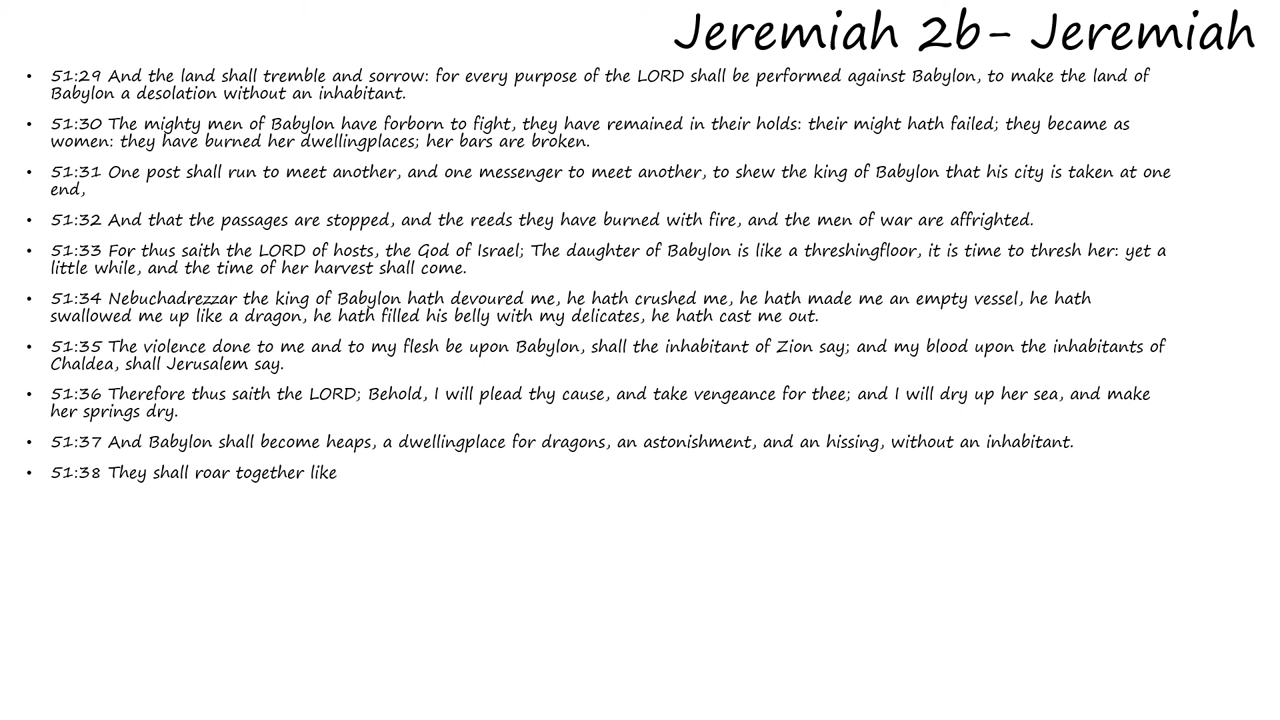 Jeremiah 2b- Jeremiah
• 51:29 And the land shall tremble and sorrow: for every purpose of the LORD shall be performed against Babylon, to make the land of
Babylon a desolation without an inhabitant.
• 51:30 The mighty men of Babylon have forborn to fight, they have remained in their holds: their might hath failed; they became as
women: they have burned her dwellingplaces; her bars are broken.
• 51:31 One post shall run to meet another, and one messenger to meet another, to shew the king of Babylon that his city is taken at one
end,
• 51:32 And that the passages are stopped, and the reeds they have burned with fire, and the men of war are affrighted.
• 51:33 For thus saith the LORD of hosts, the God of Israel; The daughter of Babylon is like a threshingfloor, it is time to thresh her: yet a
little while, and the time of her harvest shall come.
• 51:34 Nebuchadrezzar the king of Babylon hath devoured me, he hath crushed me, he hath made me an empty vessel, he hath
swallowed me up like a dragon, he hath filled his belly with my delicates, he hath cast me out.
• 51:35 The violence done to me and to my flesh be upon Babylon, shall the inhabitant of Zion say; and my blood upon the inhabitants of
Chaldea, shall Jerusalem say.
• 51:36 Therefore thus saith the LORD; Behold, I will plead thy cause, and take vengeance for thee; and I will dry up her sea, and make
her springs dry.
• 51:37 And Babylon shall become heaps, a dwellingplace for dragons, an astonishment, and an hissing, without an inhabitant.
• 51:38 They shall roar together like